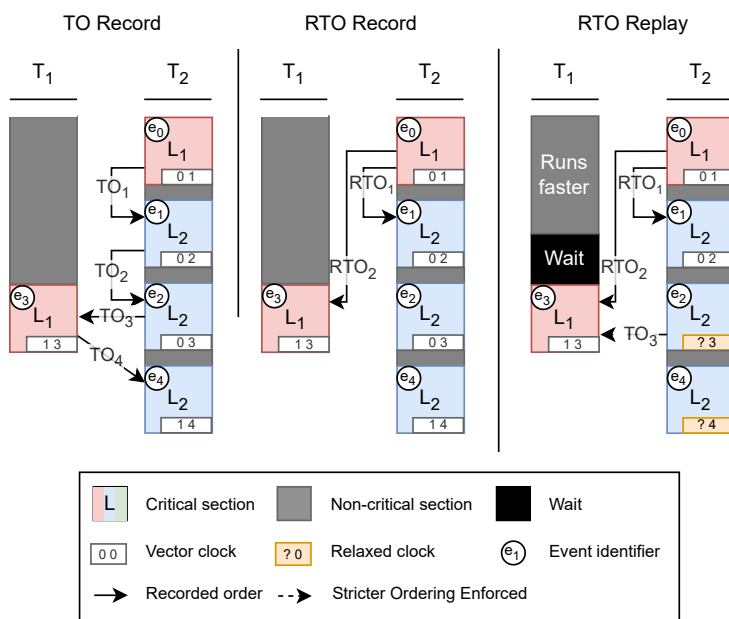 TO Record
RTO Record
RTO Replay
T1
T2
T1
T2
T1
T2
e0
L1
0 1
TO1
e1
L2
0 2
TO2
e2
L2
0 3
TO3
e3
L1
1 3
TO4
e4
L2
1 4
e0
L1
0 1
RTO1
e1
L2
0 2
RTO2
e3
L1
1 3
e2
L2
0 3
e4
L2
1 4
Runs
faster
Wait
e0
L1
0 1
RTO1
e1
L2
0 2
RTO2
e3
L1
1 3
e2
L2
TO3
? 3
e4
L2
? 4
L Critical section
Non-critical section
Wait
0 0 Vector clock
? 0 Relaxed clock
e1 Event identifier
Recorded order
Stricter Ordering Enforced